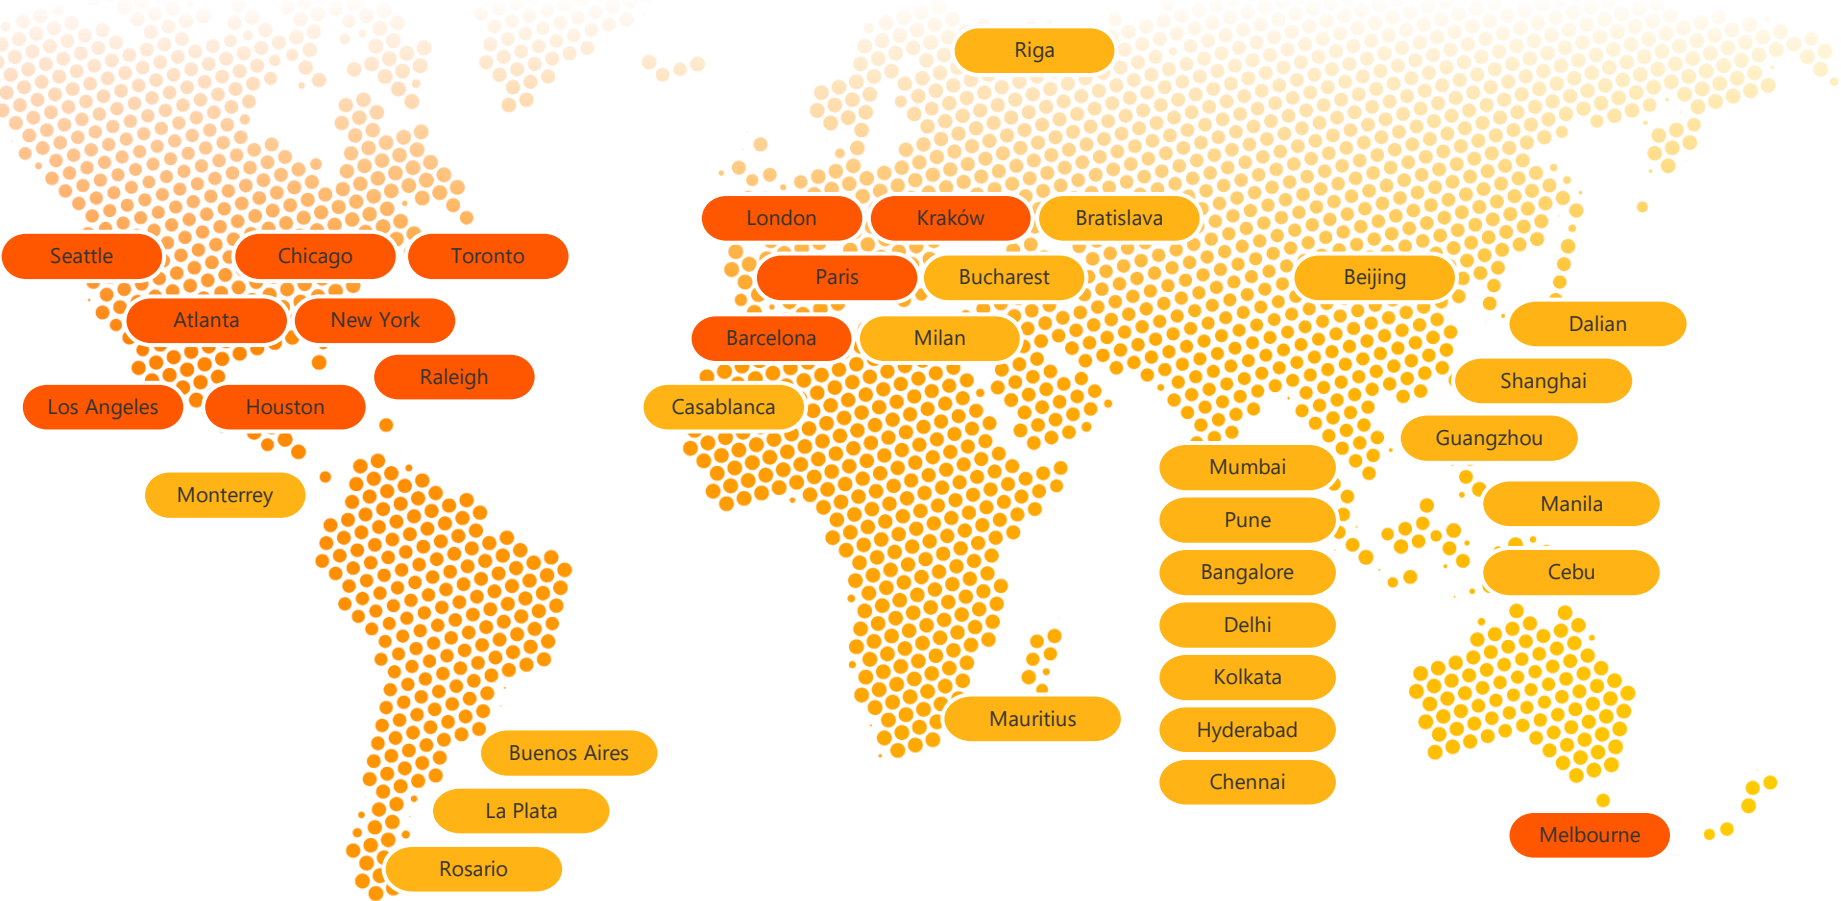 Riga
London
Kraków
Bratislava
Seattle
Chicago
Toronto
Paris
Bucharest
Beijing
Atlanta
New York
Dalian
Barcelona
Milan
Raleigh
Shanghai
Los Angeles
Houston
Casablanca
Guangzhou
Mumbai
Monterrey
Manila
Pune
Bangalore
Cebu
Delhi
Kolkata
Mauritius
Hyderabad
Buenos Aires
Chennai
La Plata
Melbourne
Rosario